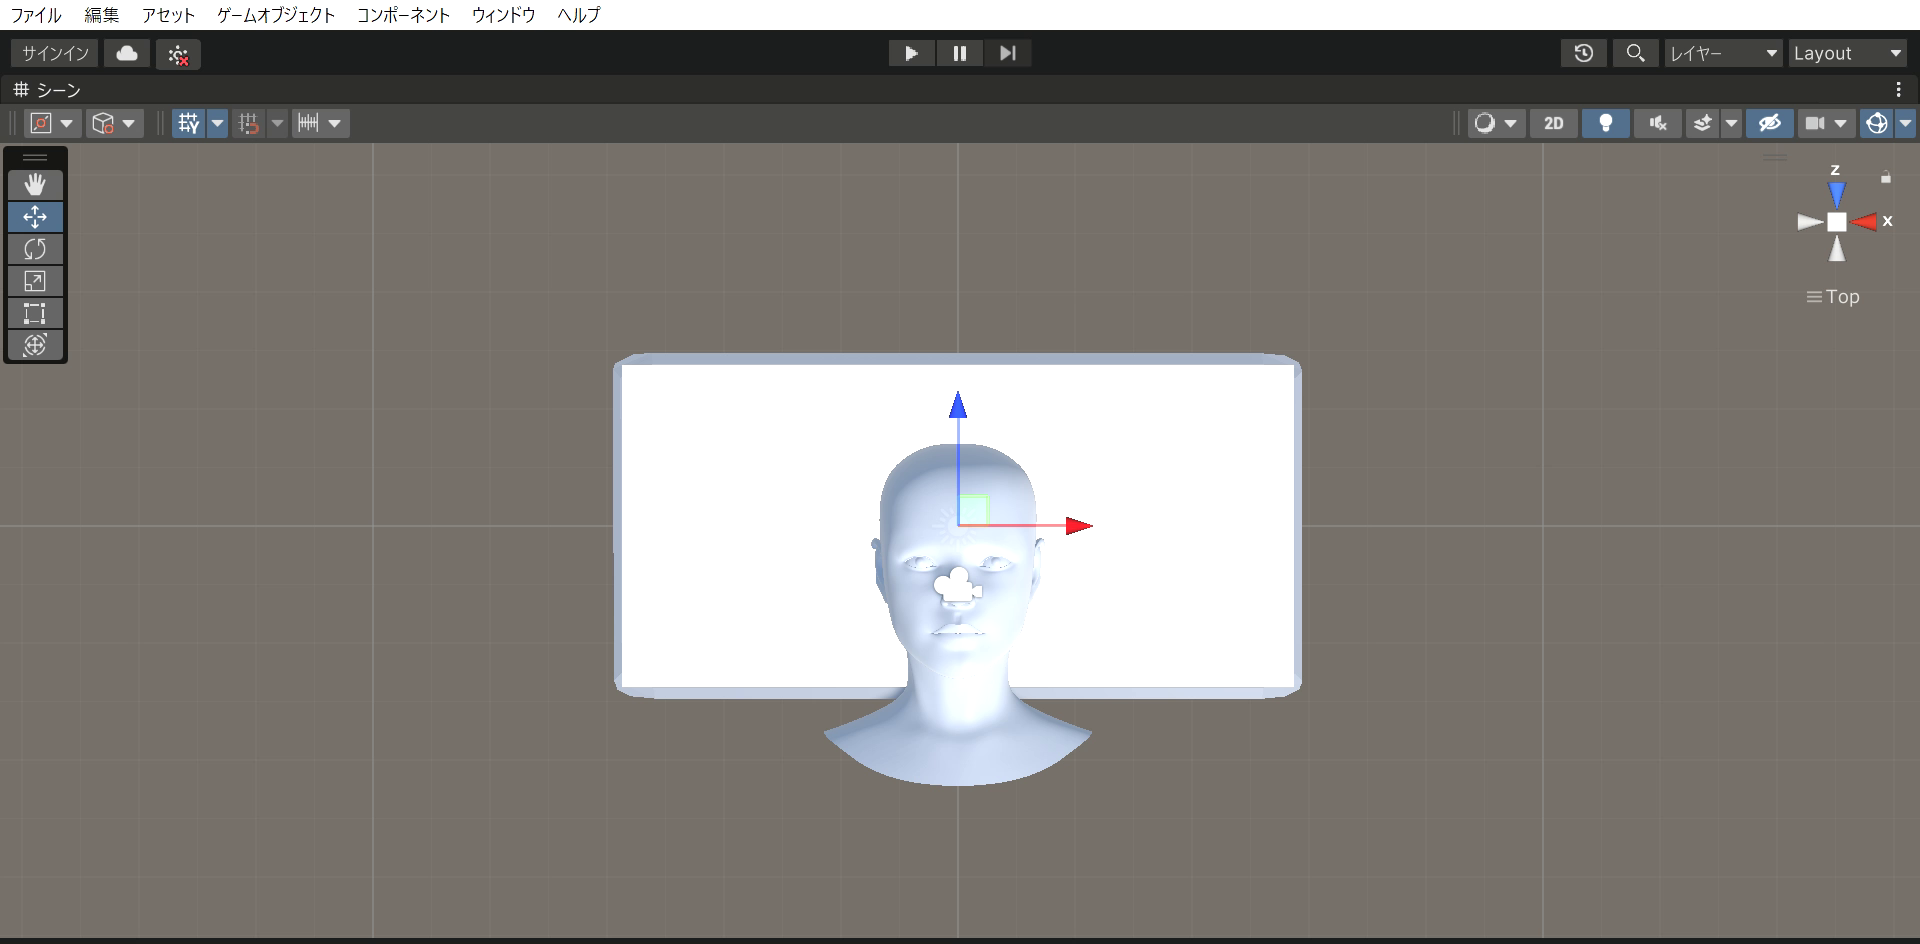 ファイル 編集 アセット ゲームオブジェクト コンポーネント ウィンドウ ヘルプ
サインイン レイヤー Layout
シーン
2D
z
x
Top